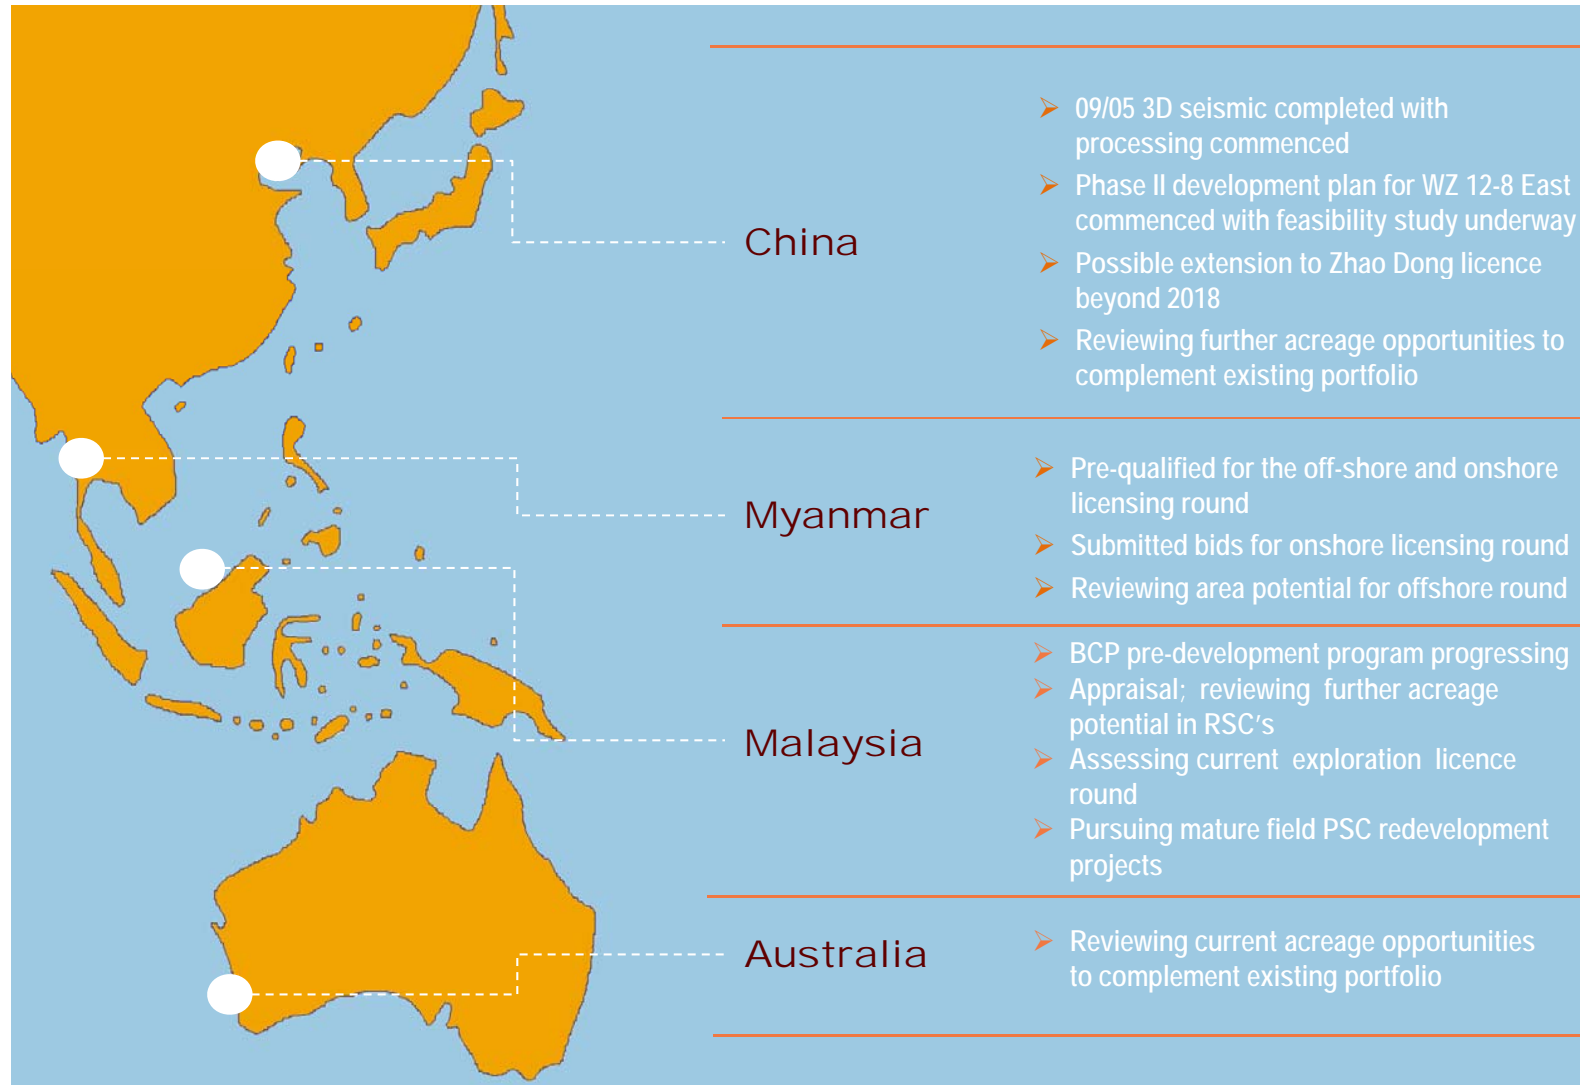 China
09/05 3D seismic completed with
processing commenced
Phase II development plan for WZ 12-8 East
commenced with feasibility study underway
Possible extension to Zhao Dong licence
beyond 2018
Reviewing further acreage opportunities to
complement existing portfolio
Myanmar
Pre-qualified for the off-shore and onshore
licensing round
Submitted bids for onshore licensing round
Reviewing area potential for offshore round
Malaysia
BCP pre-development program progressing
Appraisal; reviewing further acreage
potential in RSC's
Assessing current exploration licence
round
Pursuing mature field PSC redevelopment
projects
Australia
Reviewing current acreage opportunities
to complement existing portfolio